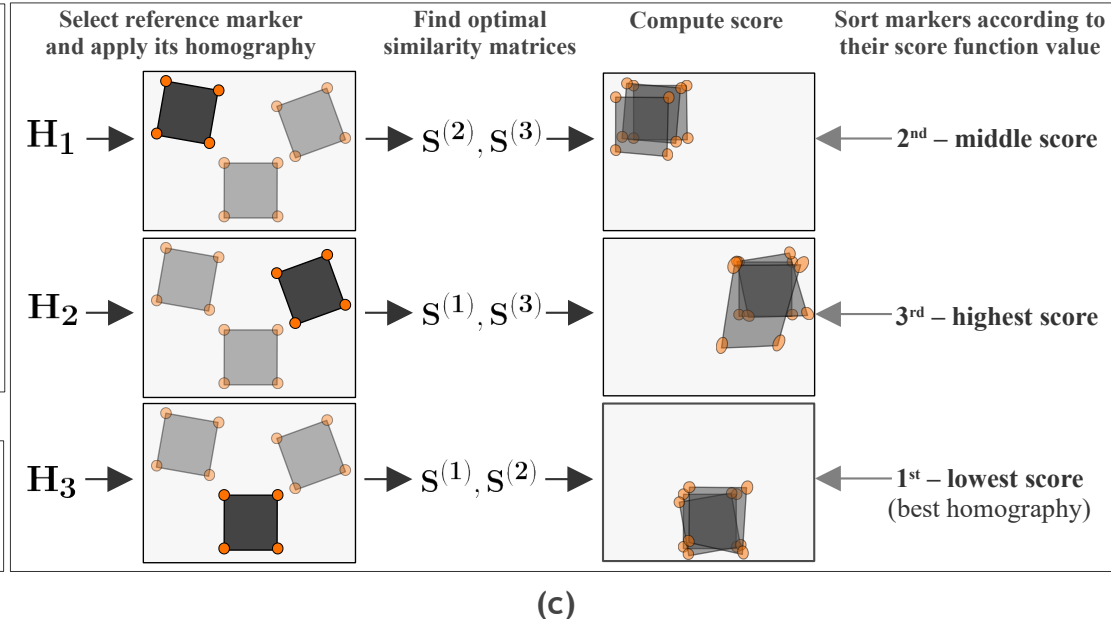 Select reference marker
and apply its homography
Find optimal
similarity matrices
Compute score
Sort markers according to
their score function value
H₁
S⁽²⁾, S⁽³⁾
2ⁿᵈ – middle score
H₂
S⁽¹⁾, S⁽³⁾
3ʳᵈ – highest score
H₃
S⁽¹⁾, S⁽²⁾
1ˢᵗ – lowest score
(best homography)
(c)